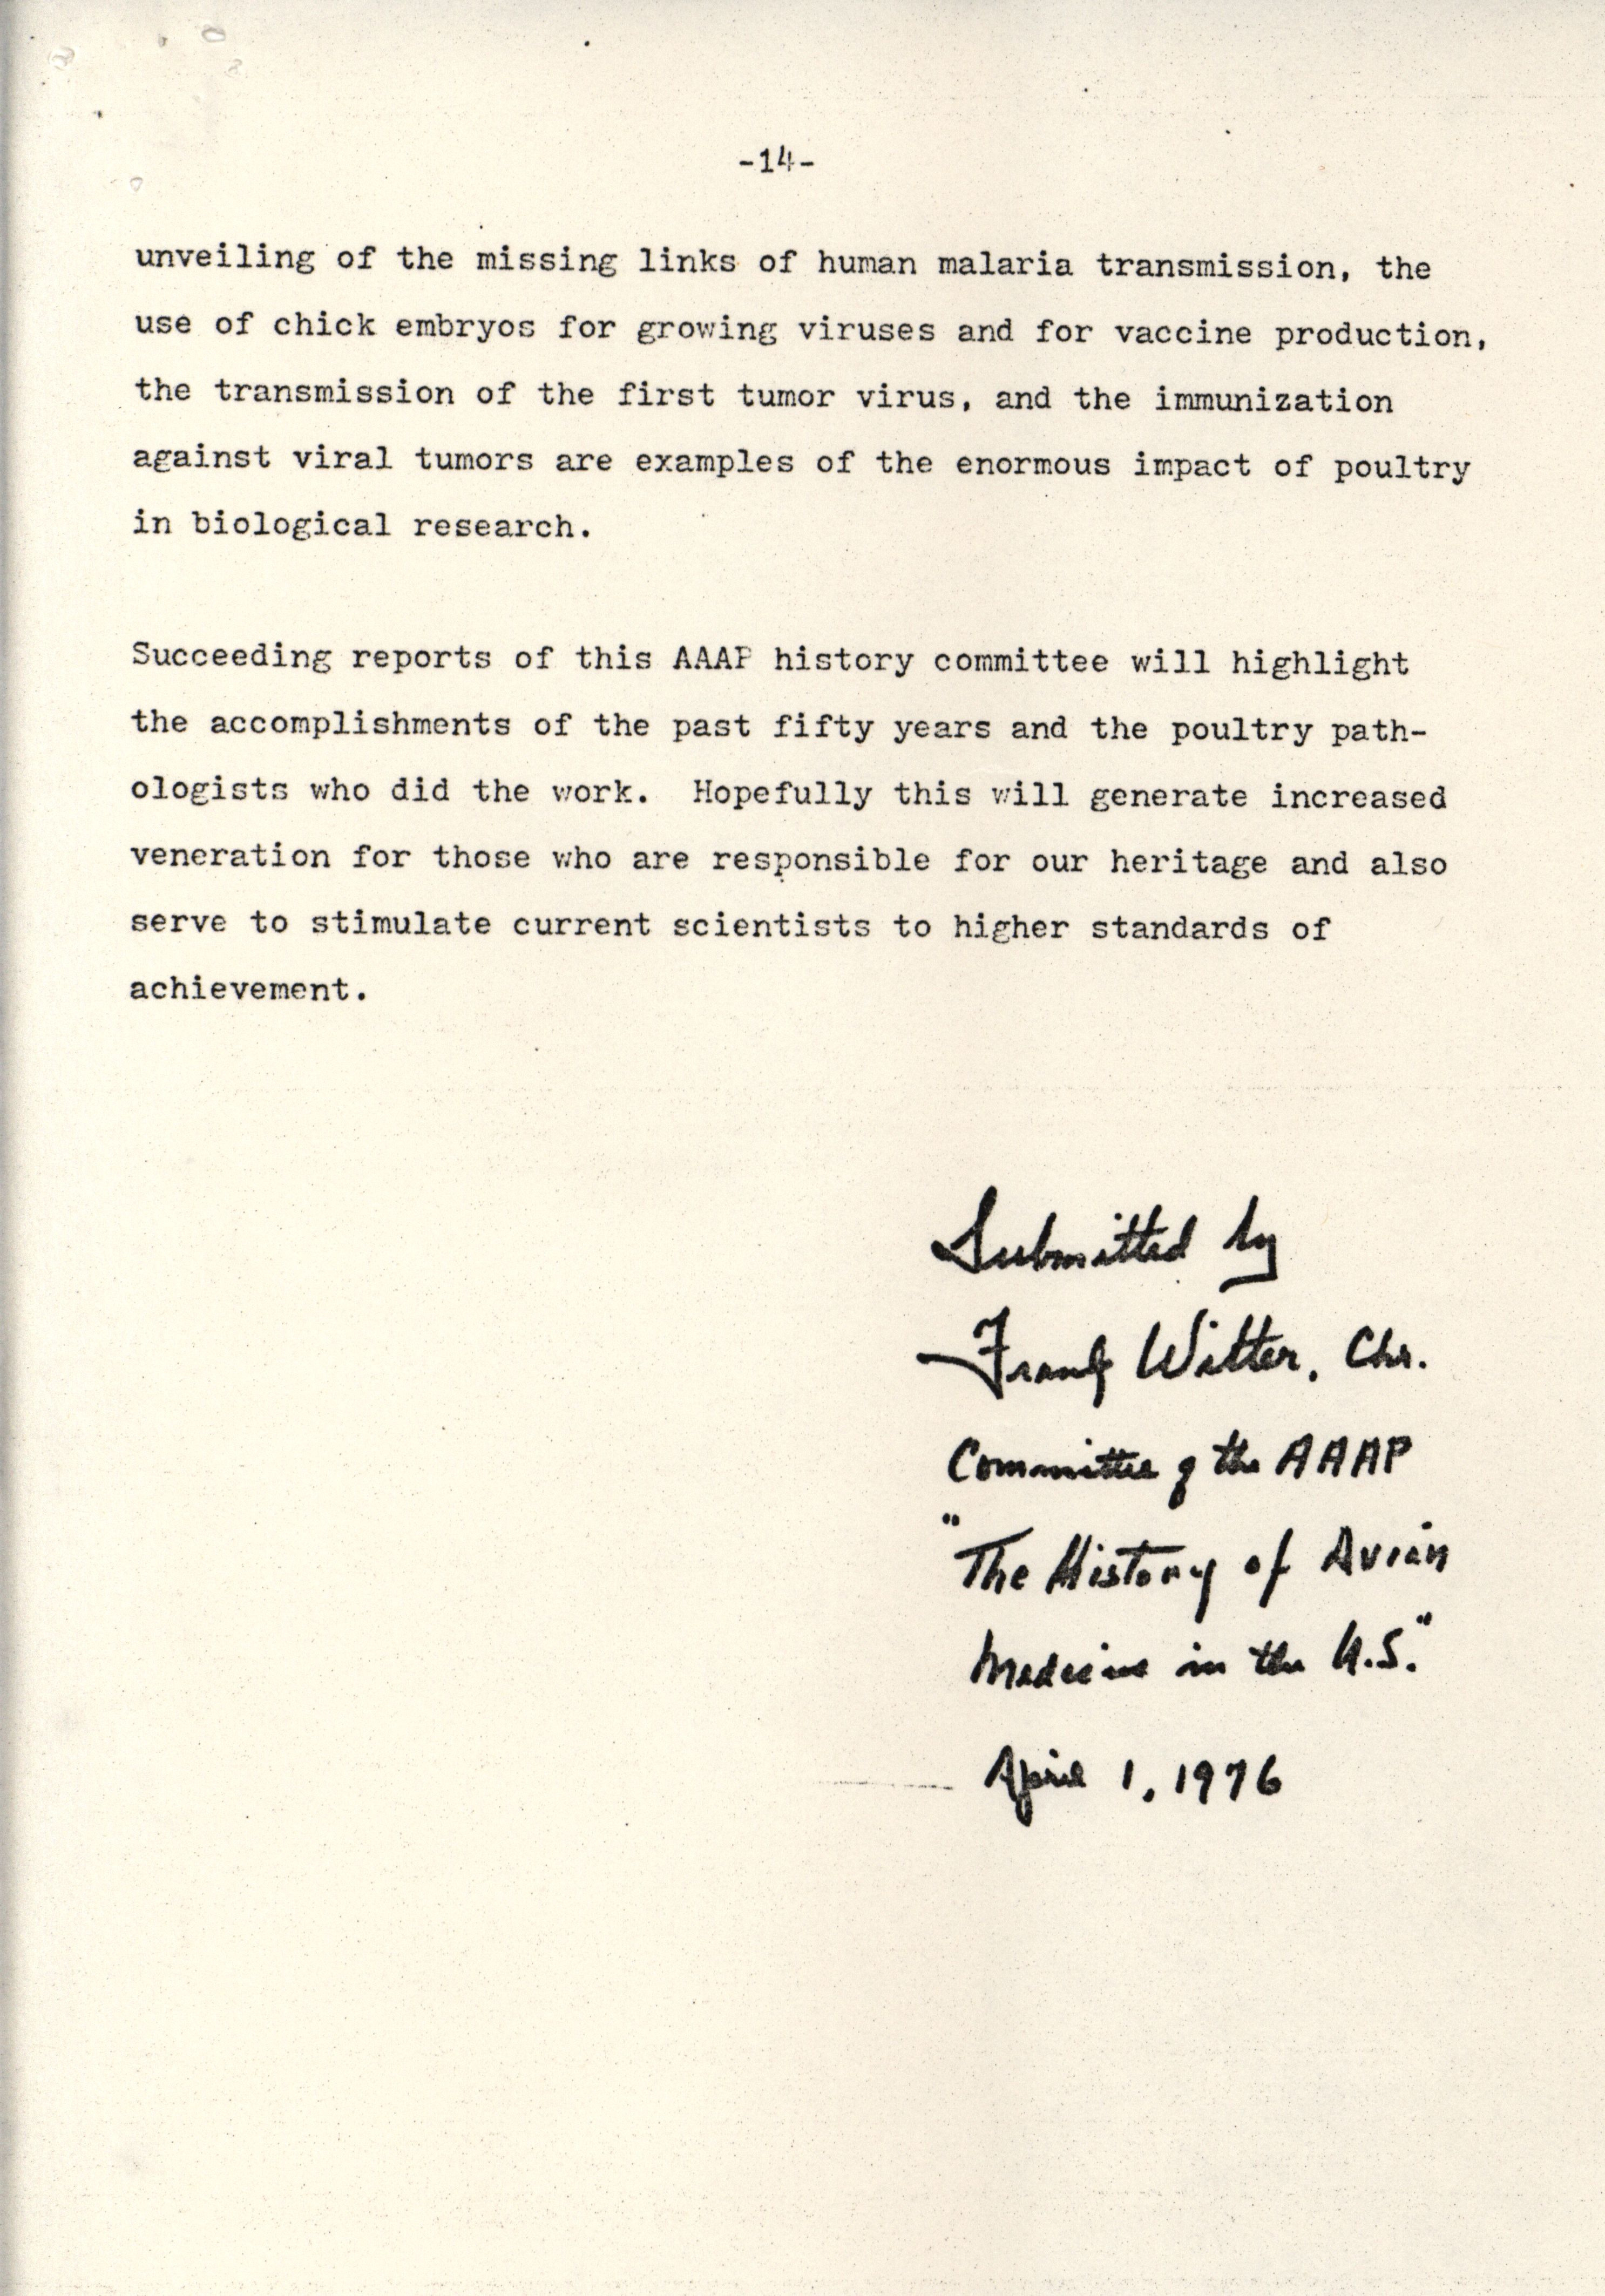 -14-
unveiling of the missing links of human malaria transmission, the
use of chick embryos for growing viruses and for vaccine production,
the transmission of the first tumor virus, and the immunization
against viral tumors are examples of the enormous impact of poultry
in biological research.
Succeeding reports of this AAAP history committee will highlight
the accomplishments of the past fifty years and the poultry path-
ologists who did the work. Hopefully this will generate increased
veneration for those who are responsible for our heritage and also
serve to stimulate current scientists to higher standards of
achievement.
Submitted by
Frank Witter, Chr.
Committee of the AAAP
"The History of Avian
Medicine in the U.S."
April 1, 1976